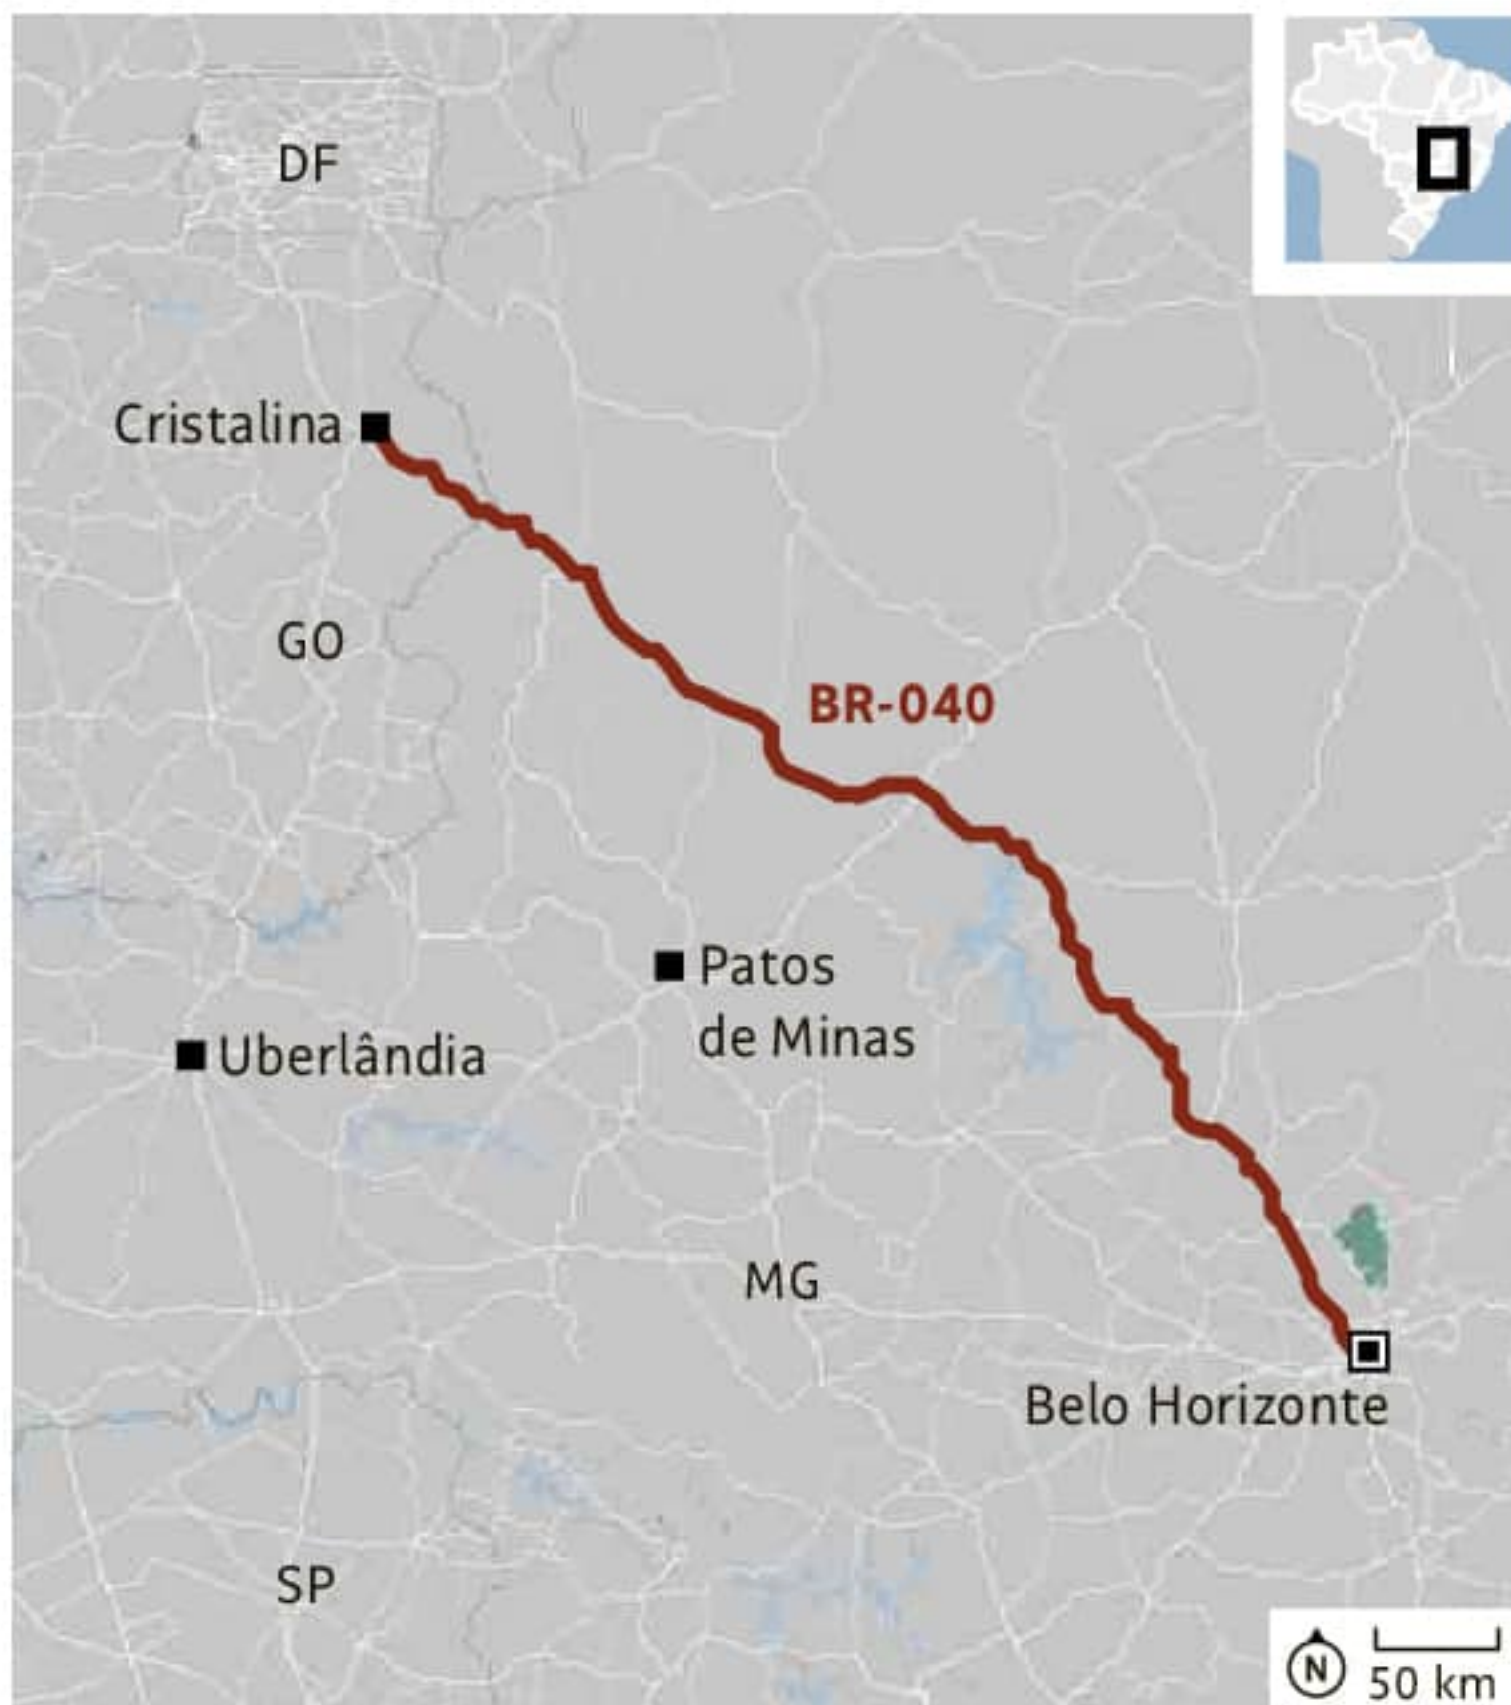 DF
Cristalina
GO
BR-040
Patos
de Minas
Uberlândia
MG
Belo Horizonte
SP
N
50 km